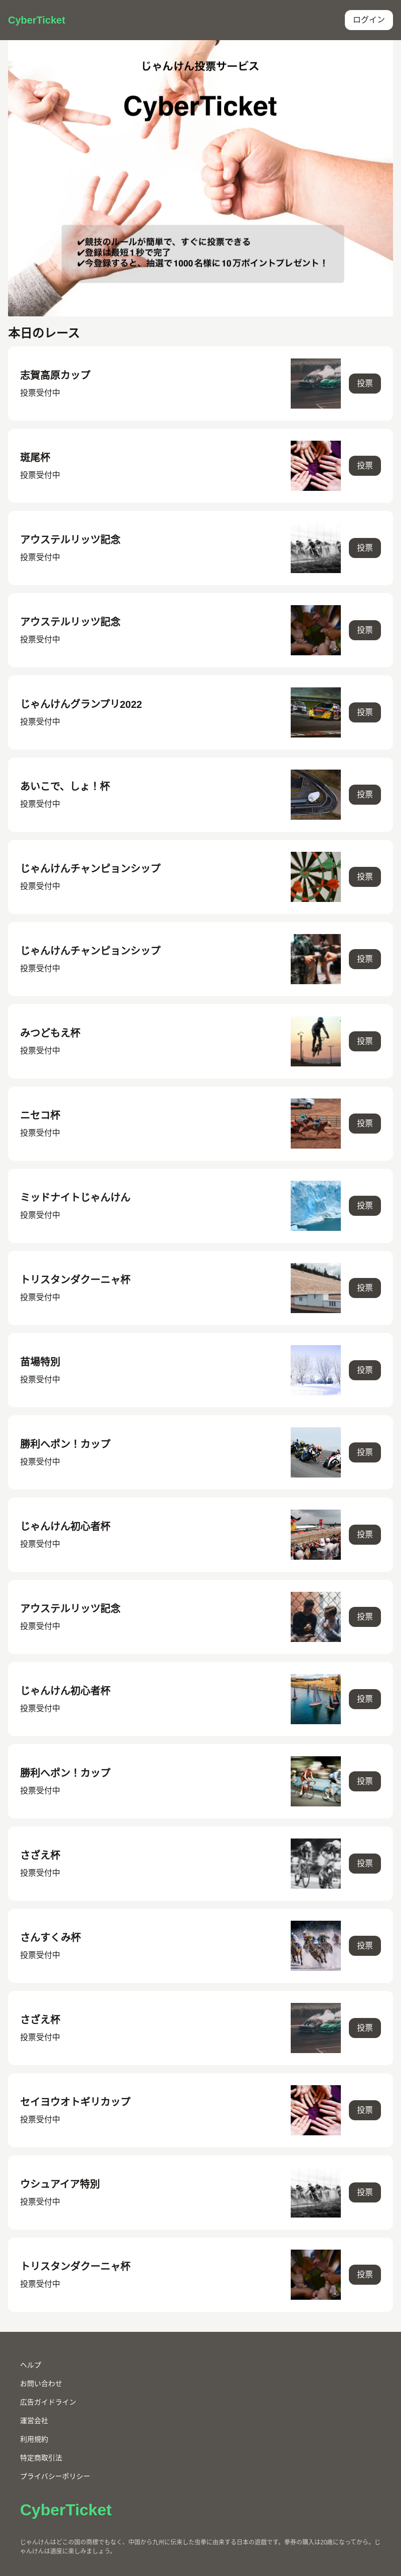 CyberTicket
ログイン
じゃんけん投票サービス
CyberTicket
✔競技のルールが簡単で、すぐに投票できる
✔登録は最短1秒で完了
✔今登録すると、抽選で1000名様に10万ポイントプレゼント！
本日のレース
志賀高原カップ
投票受付中
投票
斑尾杯
投票受付中
投票
アウステルリッツ記念
投票受付中
投票
アウステルリッツ記念
投票受付中
投票
じゃんけんグランプリ2022
投票受付中
投票
あいこで、しょ！杯
投票受付中
投票
じゃんけんチャンピョンシップ
投票受付中
投票
じゃんけんチャンピョンシップ
投票受付中
投票
みつどもえ杯
投票受付中
投票
ニセコ杯
投票受付中
投票
ミッドナイトじゃんけん
投票受付中
投票
トリスタンダクーニャ杯
投票受付中
投票
苗場特別
投票受付中
投票
勝利へポン！カップ
投票受付中
投票
じゃんけん初心者杯
投票受付中
投票
アウステルリッツ記念
投票受付中
投票
じゃんけん初心者杯
投票受付中
投票
勝利へポン！カップ
投票受付中
投票
さざえ杯
投票受付中
投票
さんすくみ杯
投票受付中
投票
さざえ杯
投票受付中
投票
セイヨウオトギリカップ
投票受付中
投票
ウシュアイア特別
投票受付中
投票
トリスタンダクーニャ杯
投票受付中
投票
ヘルプ
お問い合わせ
広告ガイドライン
運営会社
利用規約
特定商取引法
プライバシーポリシー
CyberTicket
じゃんけんはどこの国の商標でもなく、中国から九州に伝来した虫拳に由来する日本の遊戯です。拳券の購入は20歳になってから。じ
ゃんけんは適度に楽しみましょう。